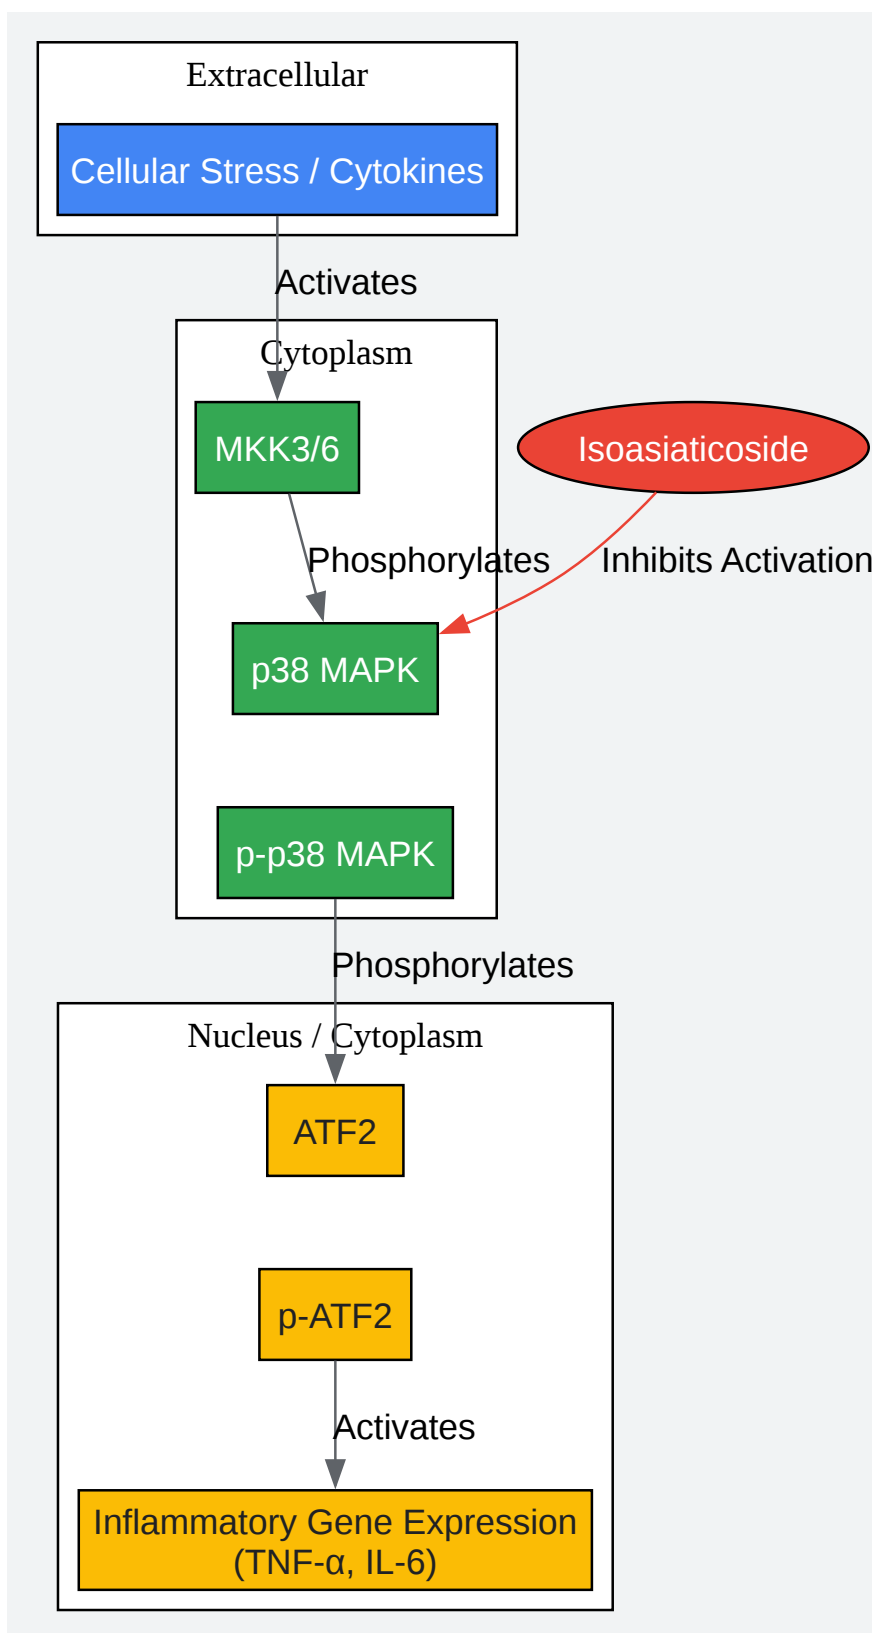 Extracellular
Cellular Stress / Cytokines
Activates
Cytoplasm
MKK3/6
Isoasiaticoside
Phosphorylates
Inhibits Activation
p38 MAPK
p-p38 MAPK
Phosphorylates
Nucleus / Cytoplasm
ATF2
p-ATF2
Activates
Inflammatory Gene Expression
(TNF-α, IL-6)